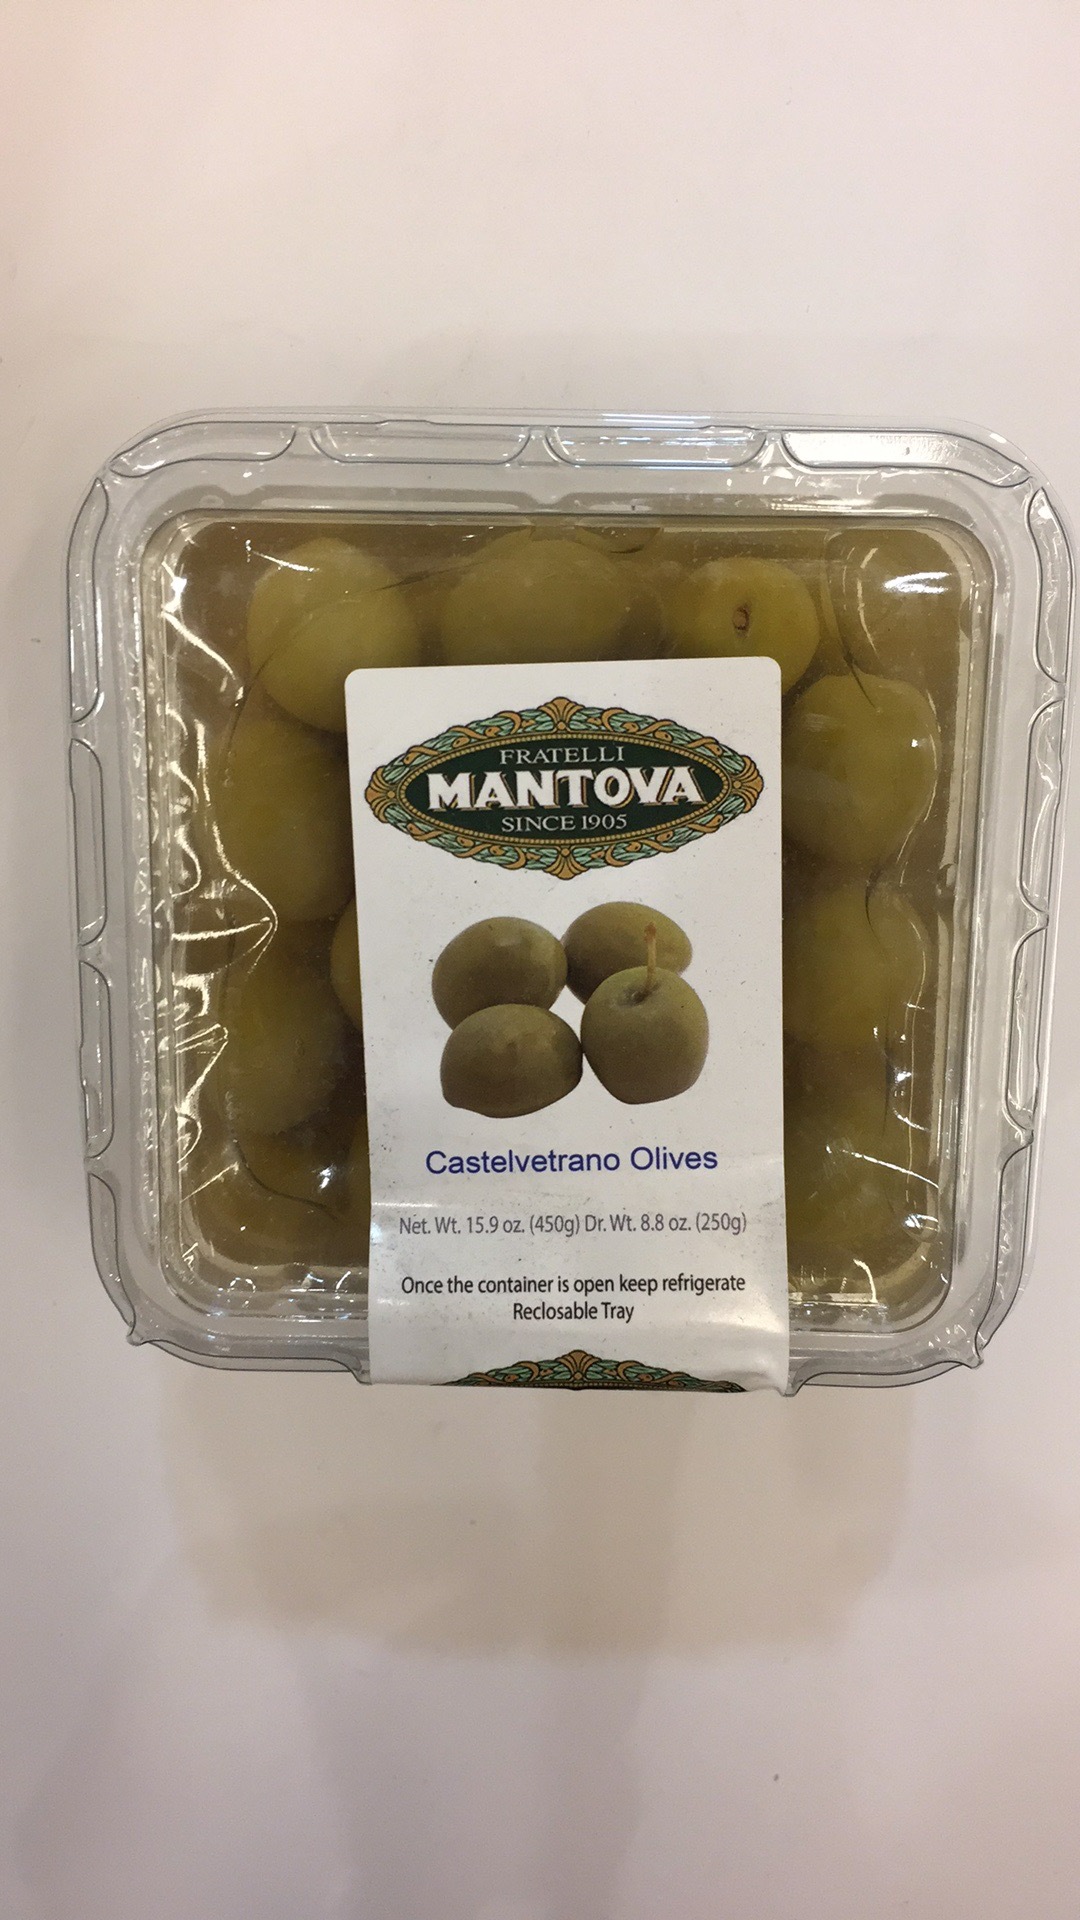 FRATELLI
MANTOVA
SINCE 1905
Castelvetrano Olives
Net. Wt. 15.9 oz. (450g) Dr. Wt. 8.8 oz. (250g)
Once the container is open keep refrigerate
Reclosable Tray